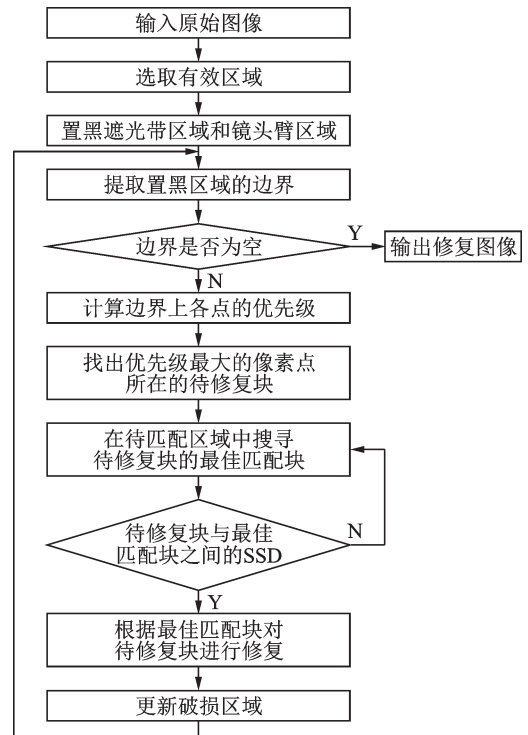 输入原始图像
选取有效区域
置黑遮光带区域和镜头臂区域
提取置黑区域的边界
边界是否为空
Y
输出修复图像
N
计算边界上各点的优先级
找出优先级最大的像素点
所在的待修复块
在待匹配区域中搜寻
待修复块的最佳匹配块
待修复块与最佳
匹配块之间的SSD
N
Y
根据最佳匹配块对
待修复块进行修复
更新破损区域